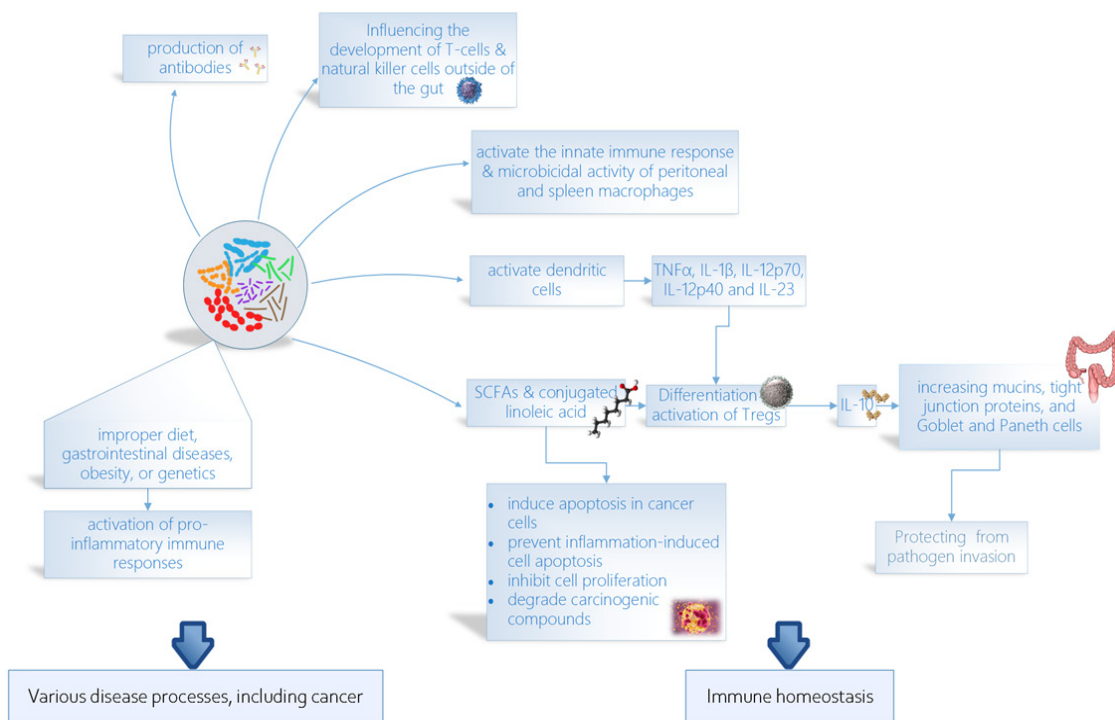 production of
antibodies
Influencing the
development of T-cells &
natural killer cells outside of
the gut
activate the innate immune response
& microbicidal activity of peritoneal
and spleen macrophages
activate dendritic
cells
TNFα, IL-1β, IL-12p70,
IL-12p40 and IL-23
SCFAs & conjugated
linoleic acid
Differentiation
activation of Tregs
IL-10
increasing mucins, tight
junction proteins, and
Goblet and Paneth cells
improper diet,
gastrointestinal diseases,
obesity, or genetics
activation of pro-
inflammatory immune
responses
• induce apoptosis in cancer
cells
• prevent inflammation-induced
cell apoptosis
• inhibit cell proliferation
• degrade carcinogenic
compounds
Protecting from
pathogen invasion
Various disease processes, including cancer
Immune homeostasis